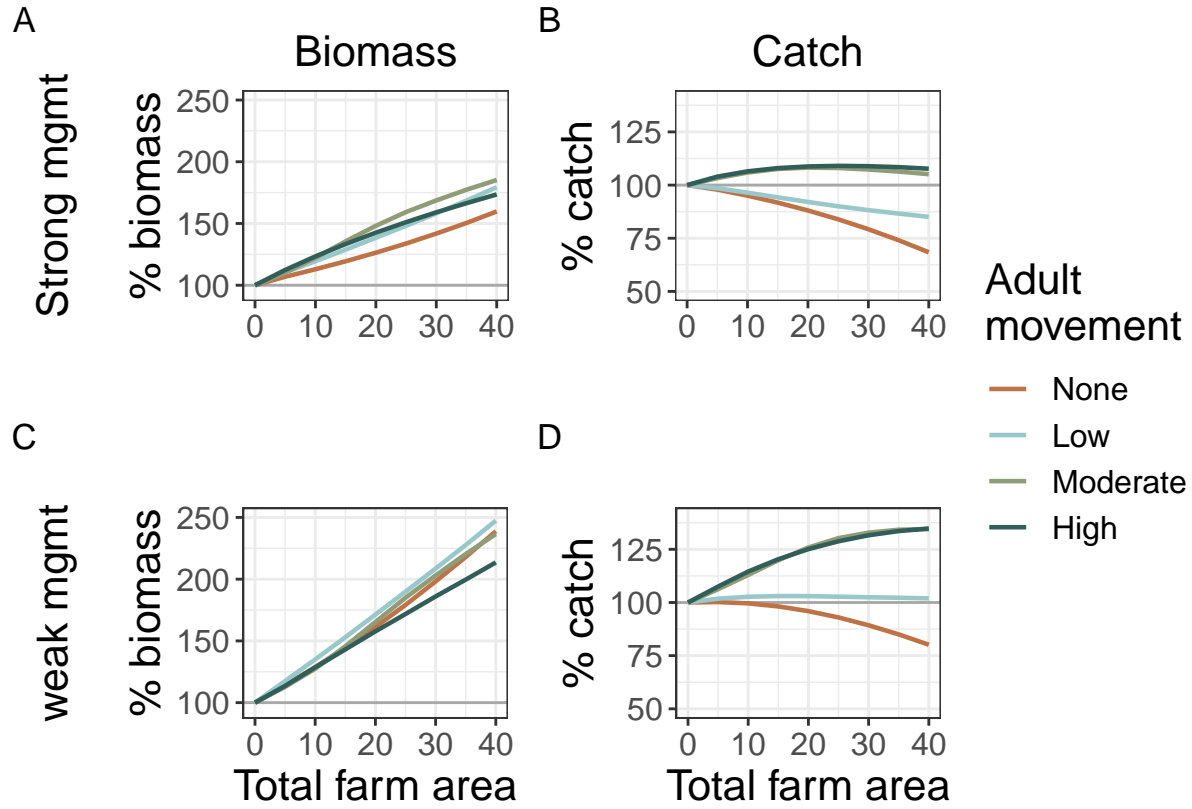 A
B
Biomass
Catch
Strong mgmt
% biomass
250
200
150
100
0 10 20 30 40
% catch
125
100
75
50
0 10 20 30 40
Adult
movement
None
Low
Moderate
High
C
D
weak mgmt
% biomass
250
200
150
100
0 10 20 30 40
Total farm area
% catch
125
100
75
50
0 10 20 30 40
Total farm area